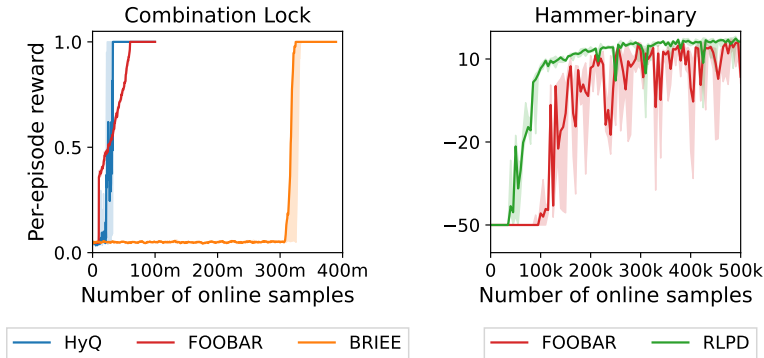 Combination Lock
Per-episode reward
1.0
0.5
0.0
0 100m 200m 300m 400m
Number of online samples
HyQ FOOBAR BRIEE
Hammer-binary
10
−20
−50
0 100k 200k 300k 400k 500k
Number of online samples
FOOBAR RLPD